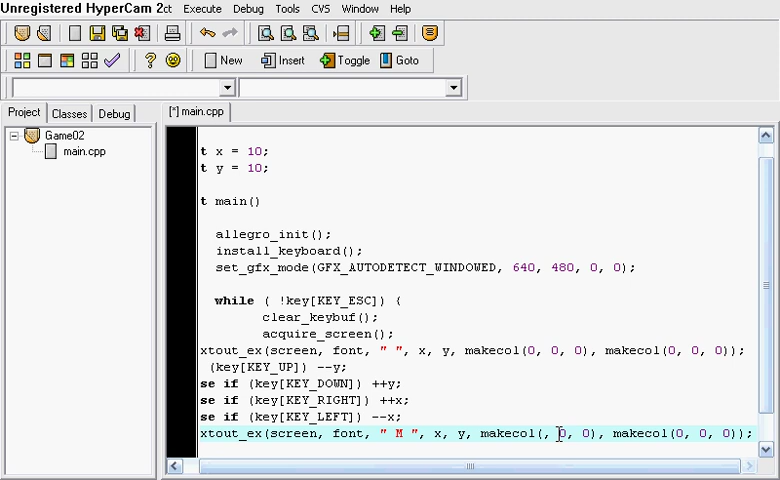 Unregistered HyperCam 2ct Execute Debug Tools CVS Window Help
New Insert Toggle Goto
Project Classes Debug [*] main.cpp
Game02
main.cpp
t x = 10;
t y = 10;
t main()
allegro_init();
install_keyboard();
set_gfx_mode(GFX_AUTODETECT_WINDOWED, 640, 480, 0, 0);
while ( !key[KEY_ESC]) {
clear_keybuf();
acquire_screen();
xtout_ex(screen, font, " ", x, y, makecol(0, 0, 0), makecol(0, 0, 0));
(key[KEY_UP]) --y;
se if (key[KEY_DOWN]) ++y;
se if (key[KEY_RIGHT]) ++x;
se if (key[KEY_LEFT]) --x;
xtout_ex(screen, font, " M ", x, y, makecol(, 0, 0), makecol(0, 0, 0));